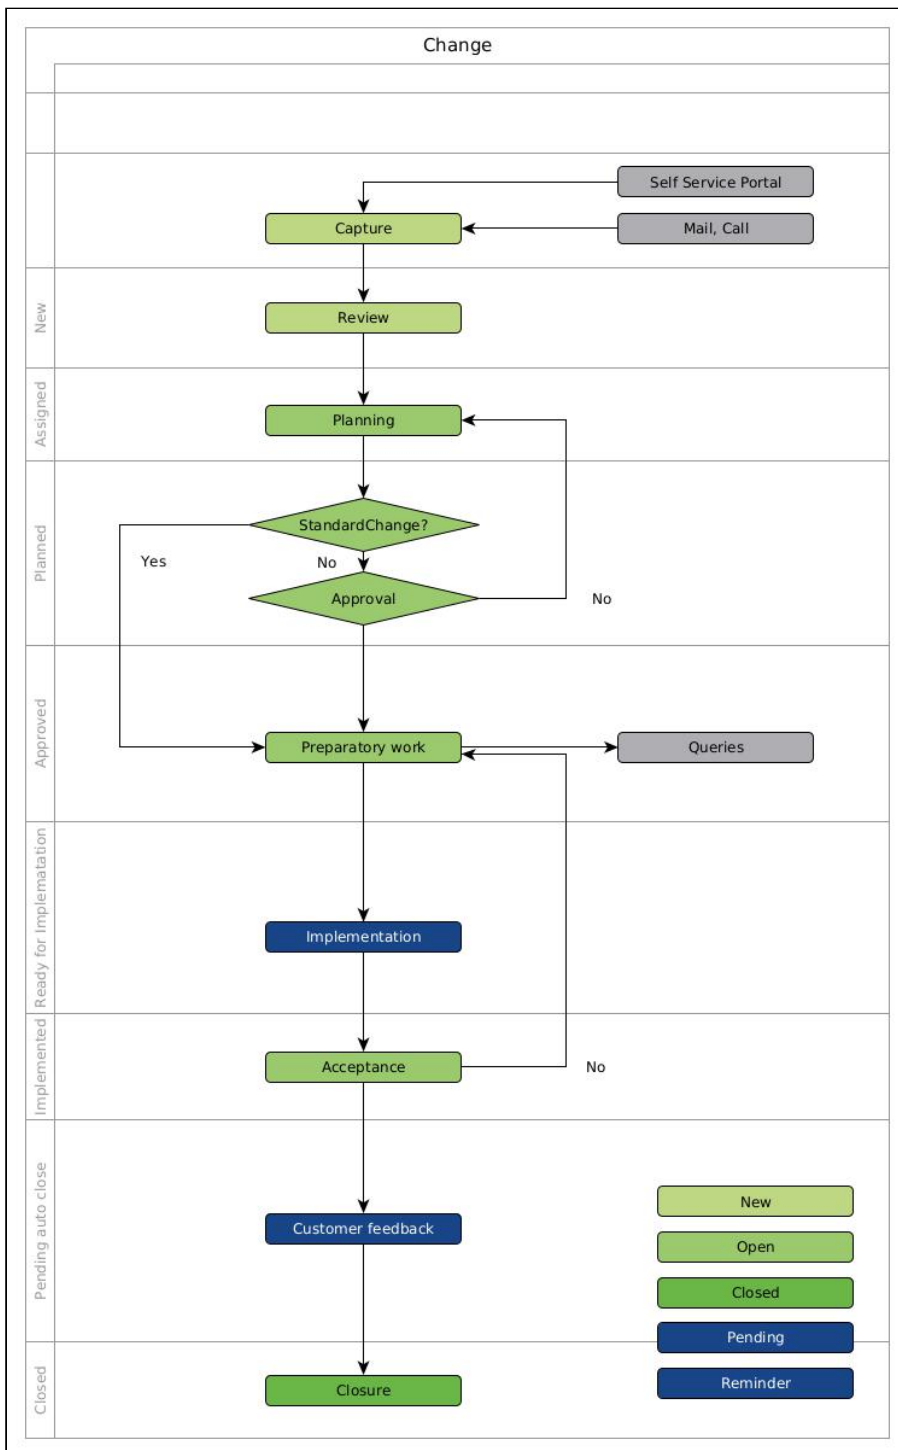 Change
Self Service Portal
Capture
Mail, Call
New
Review
Assigned
Planning
Planned
StandardChange?
Yes
No
Approval
No
Approved
Preparatory work
Queries
Ready for Implematation
Implementation
Implemented
Acceptance
No
Pending auto close
Customer feedback
New
Open
Closed
Pending
Reminder
Closed
Closure